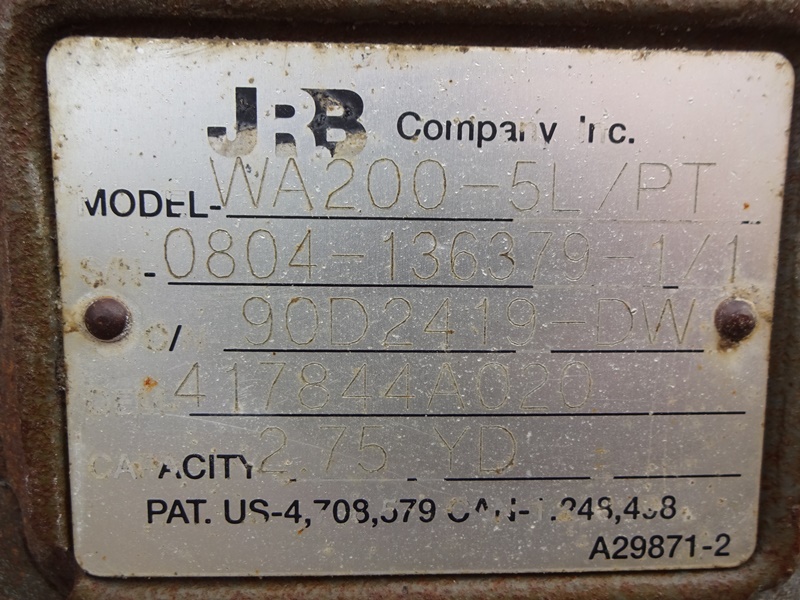 JRB Company Inc.
MODEL- WA200-5L/PT
0804-136379-1/1
90D2419-DW
417844A020
CAPACITY 2.75 YD
PAT. US-4,708,579
A29871-2